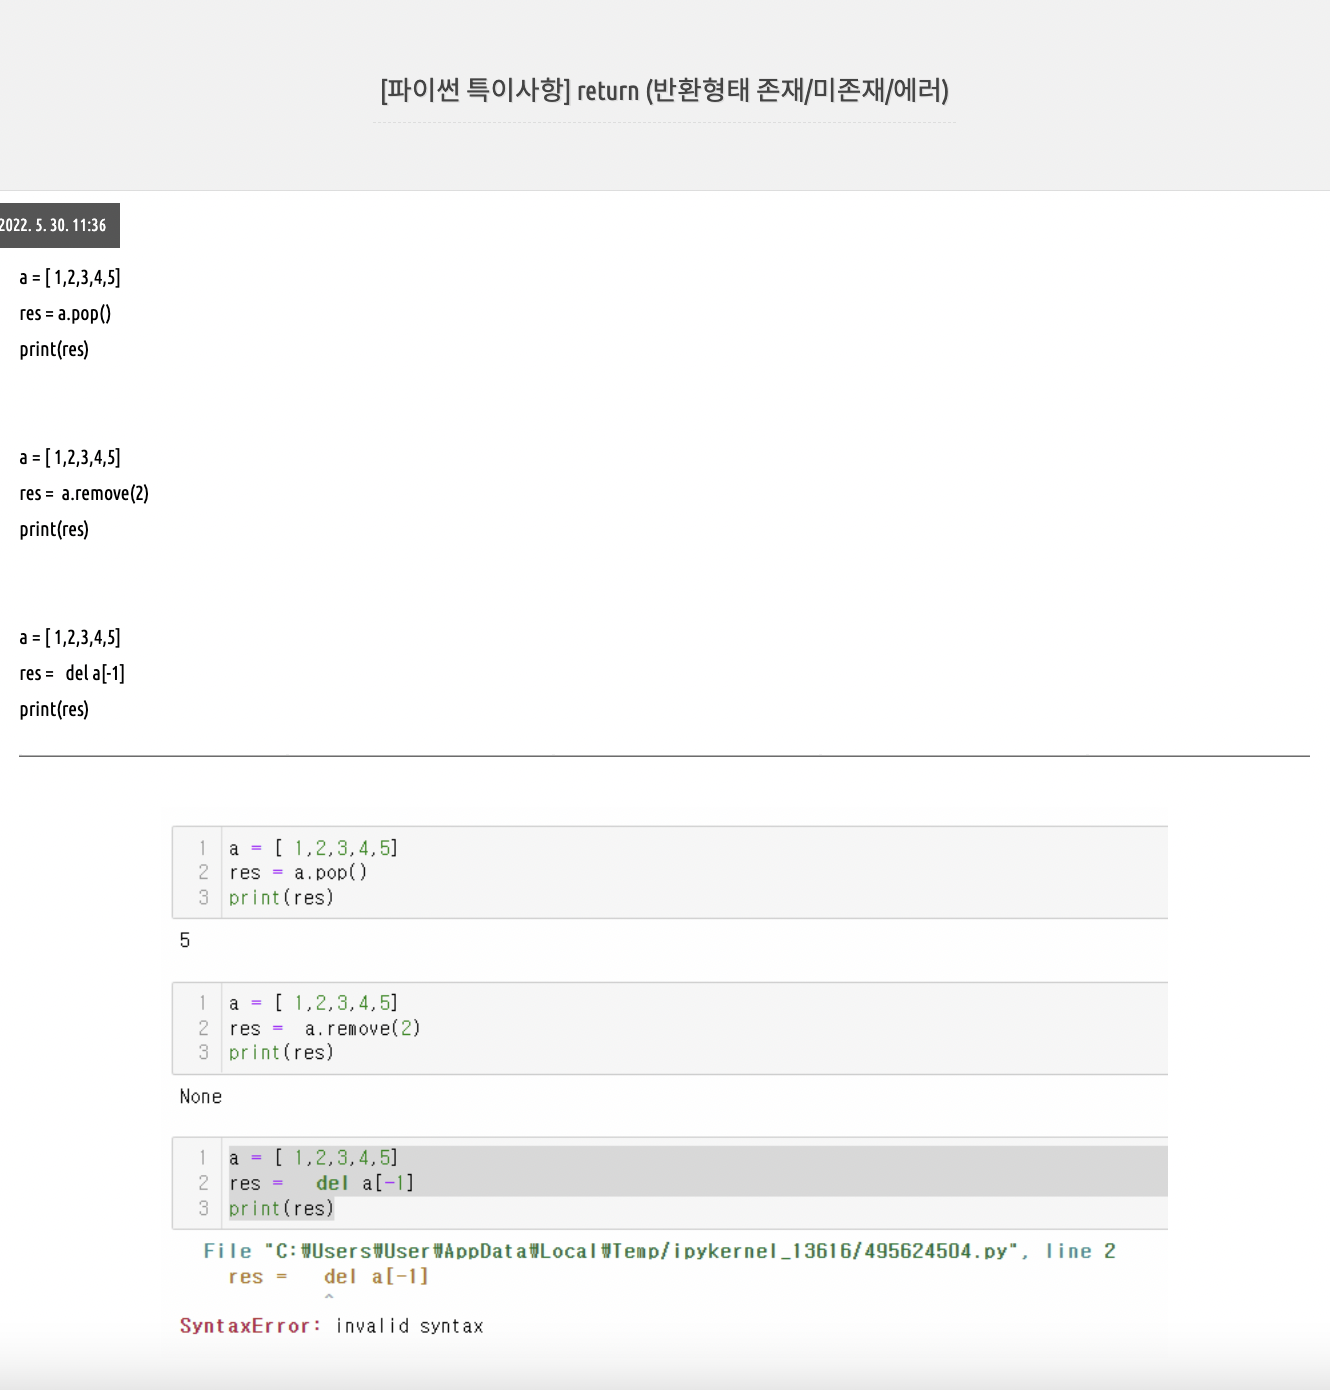 [파이썬 특이사항] return (반환형태 존재/미존재/에러)
2022. 5. 30. 11:36
a = [ 1,2,3,4,5]
res = a.pop()
print(res)
a = [ 1,2,3,4,5]
res =  a.remove(2)
print(res)
a = [ 1,2,3,4,5]
res =   del a[-1]
print(res)
1 a = [ 1,2,3,4,5]
2 res = a.pop()
3 print(res)
5
1 a = [ 1,2,3,4,5]
2 res =  a.remove(2)
3 print(res)
None
1 a = [ 1,2,3,4,5]
2 res =   del a[-1]
3 print(res)
File "C:₩Users₩User₩AppData₩Local₩Temp/ipykernel_13616/495624504.py", line 2
res =   del a[-1]
^
SyntaxError: invalid syntax